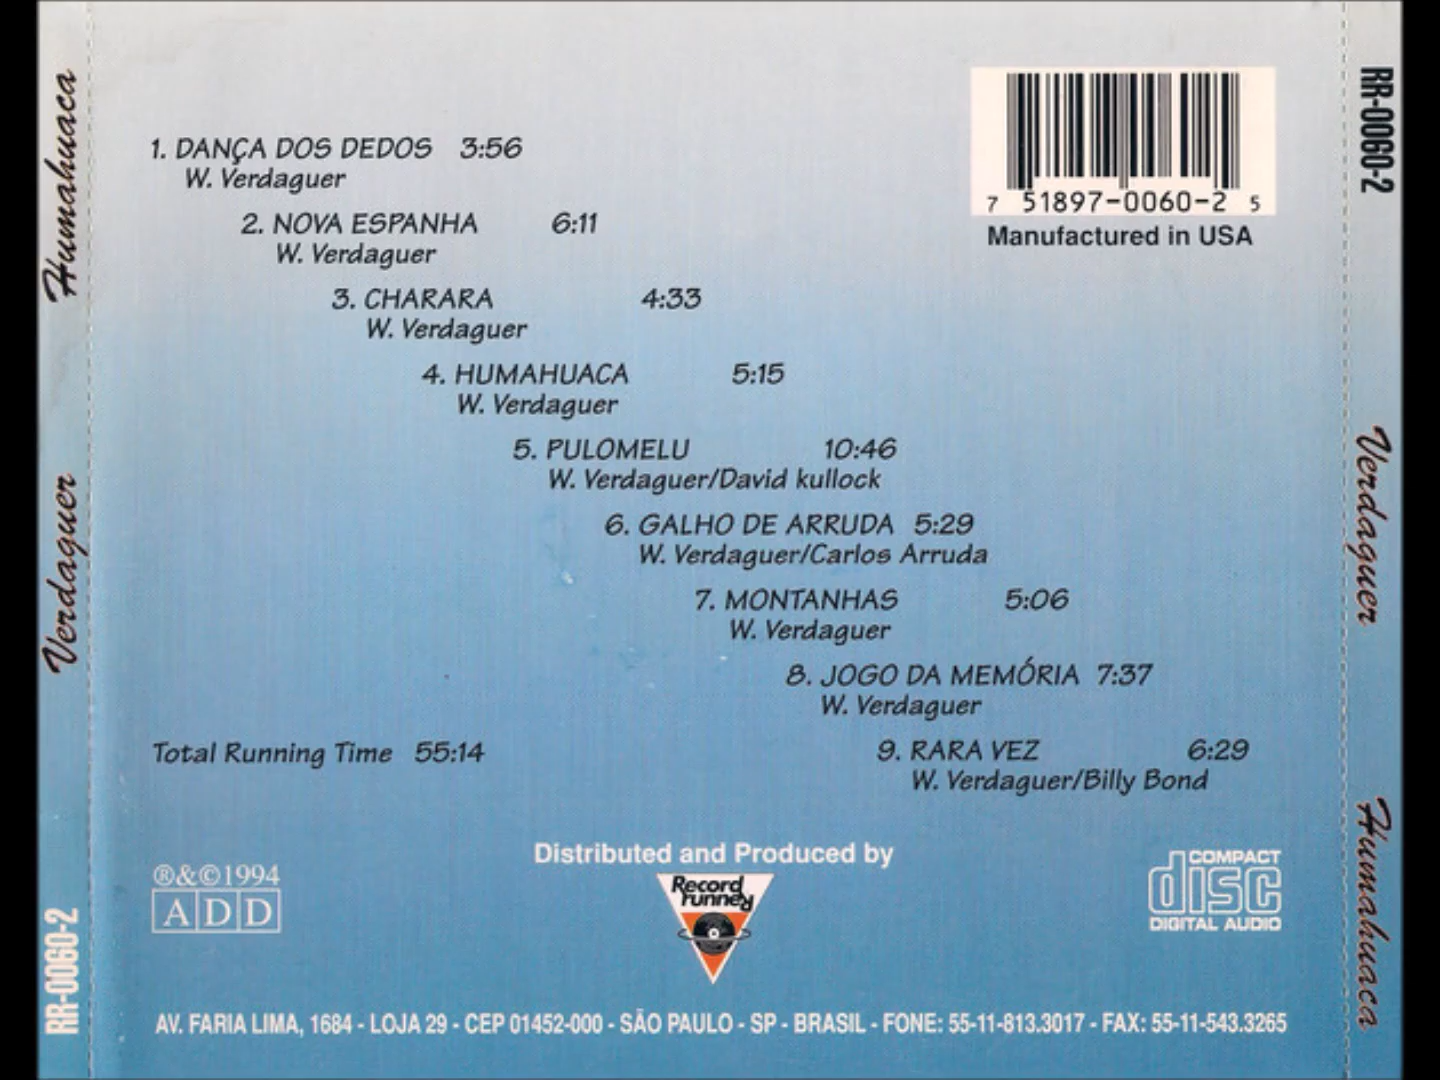 Humahuaca
Verdaguer
RR-0060-2
1. DANÇA DOS DEDOS 3:56
W. Verdaguer
2. NOVA ESPANHA 6:11
W. Verdaguer
3. CHARARA 4:33
W. Verdaguer
4. HUMAHUACA 5:15
W. Verdaguer
5. PULOMELU 10:46
W. Verdaguer/David kullock
6. GALHO DE ARRUDA 5:29
W. Verdaguer/Carlos Arruda
7. MONTANHAS 5:06
W. Verdaguer
8. JOGO DA MEMÓRIA 7:37
W. Verdaguer
9. RARA VEZ 6:29
W. Verdaguer/Billy Bond
Total Running Time 55:14
7 51897-0060-2 5
Manufactured in USA
®&©1994
ADD
Distributed and Produced by
Record
runner
COMPACT
disc
DIGITAL AUDIO
AV. FARIA LIMA, 1684 - LOJA 29 - CEP 01452-000 - SÃO PAULO - SP - BRASIL - FONE: 55-11-813.3017 - FAX: 55-11-543.3265
RR-0060-2
Verdaguer
Humahuaca